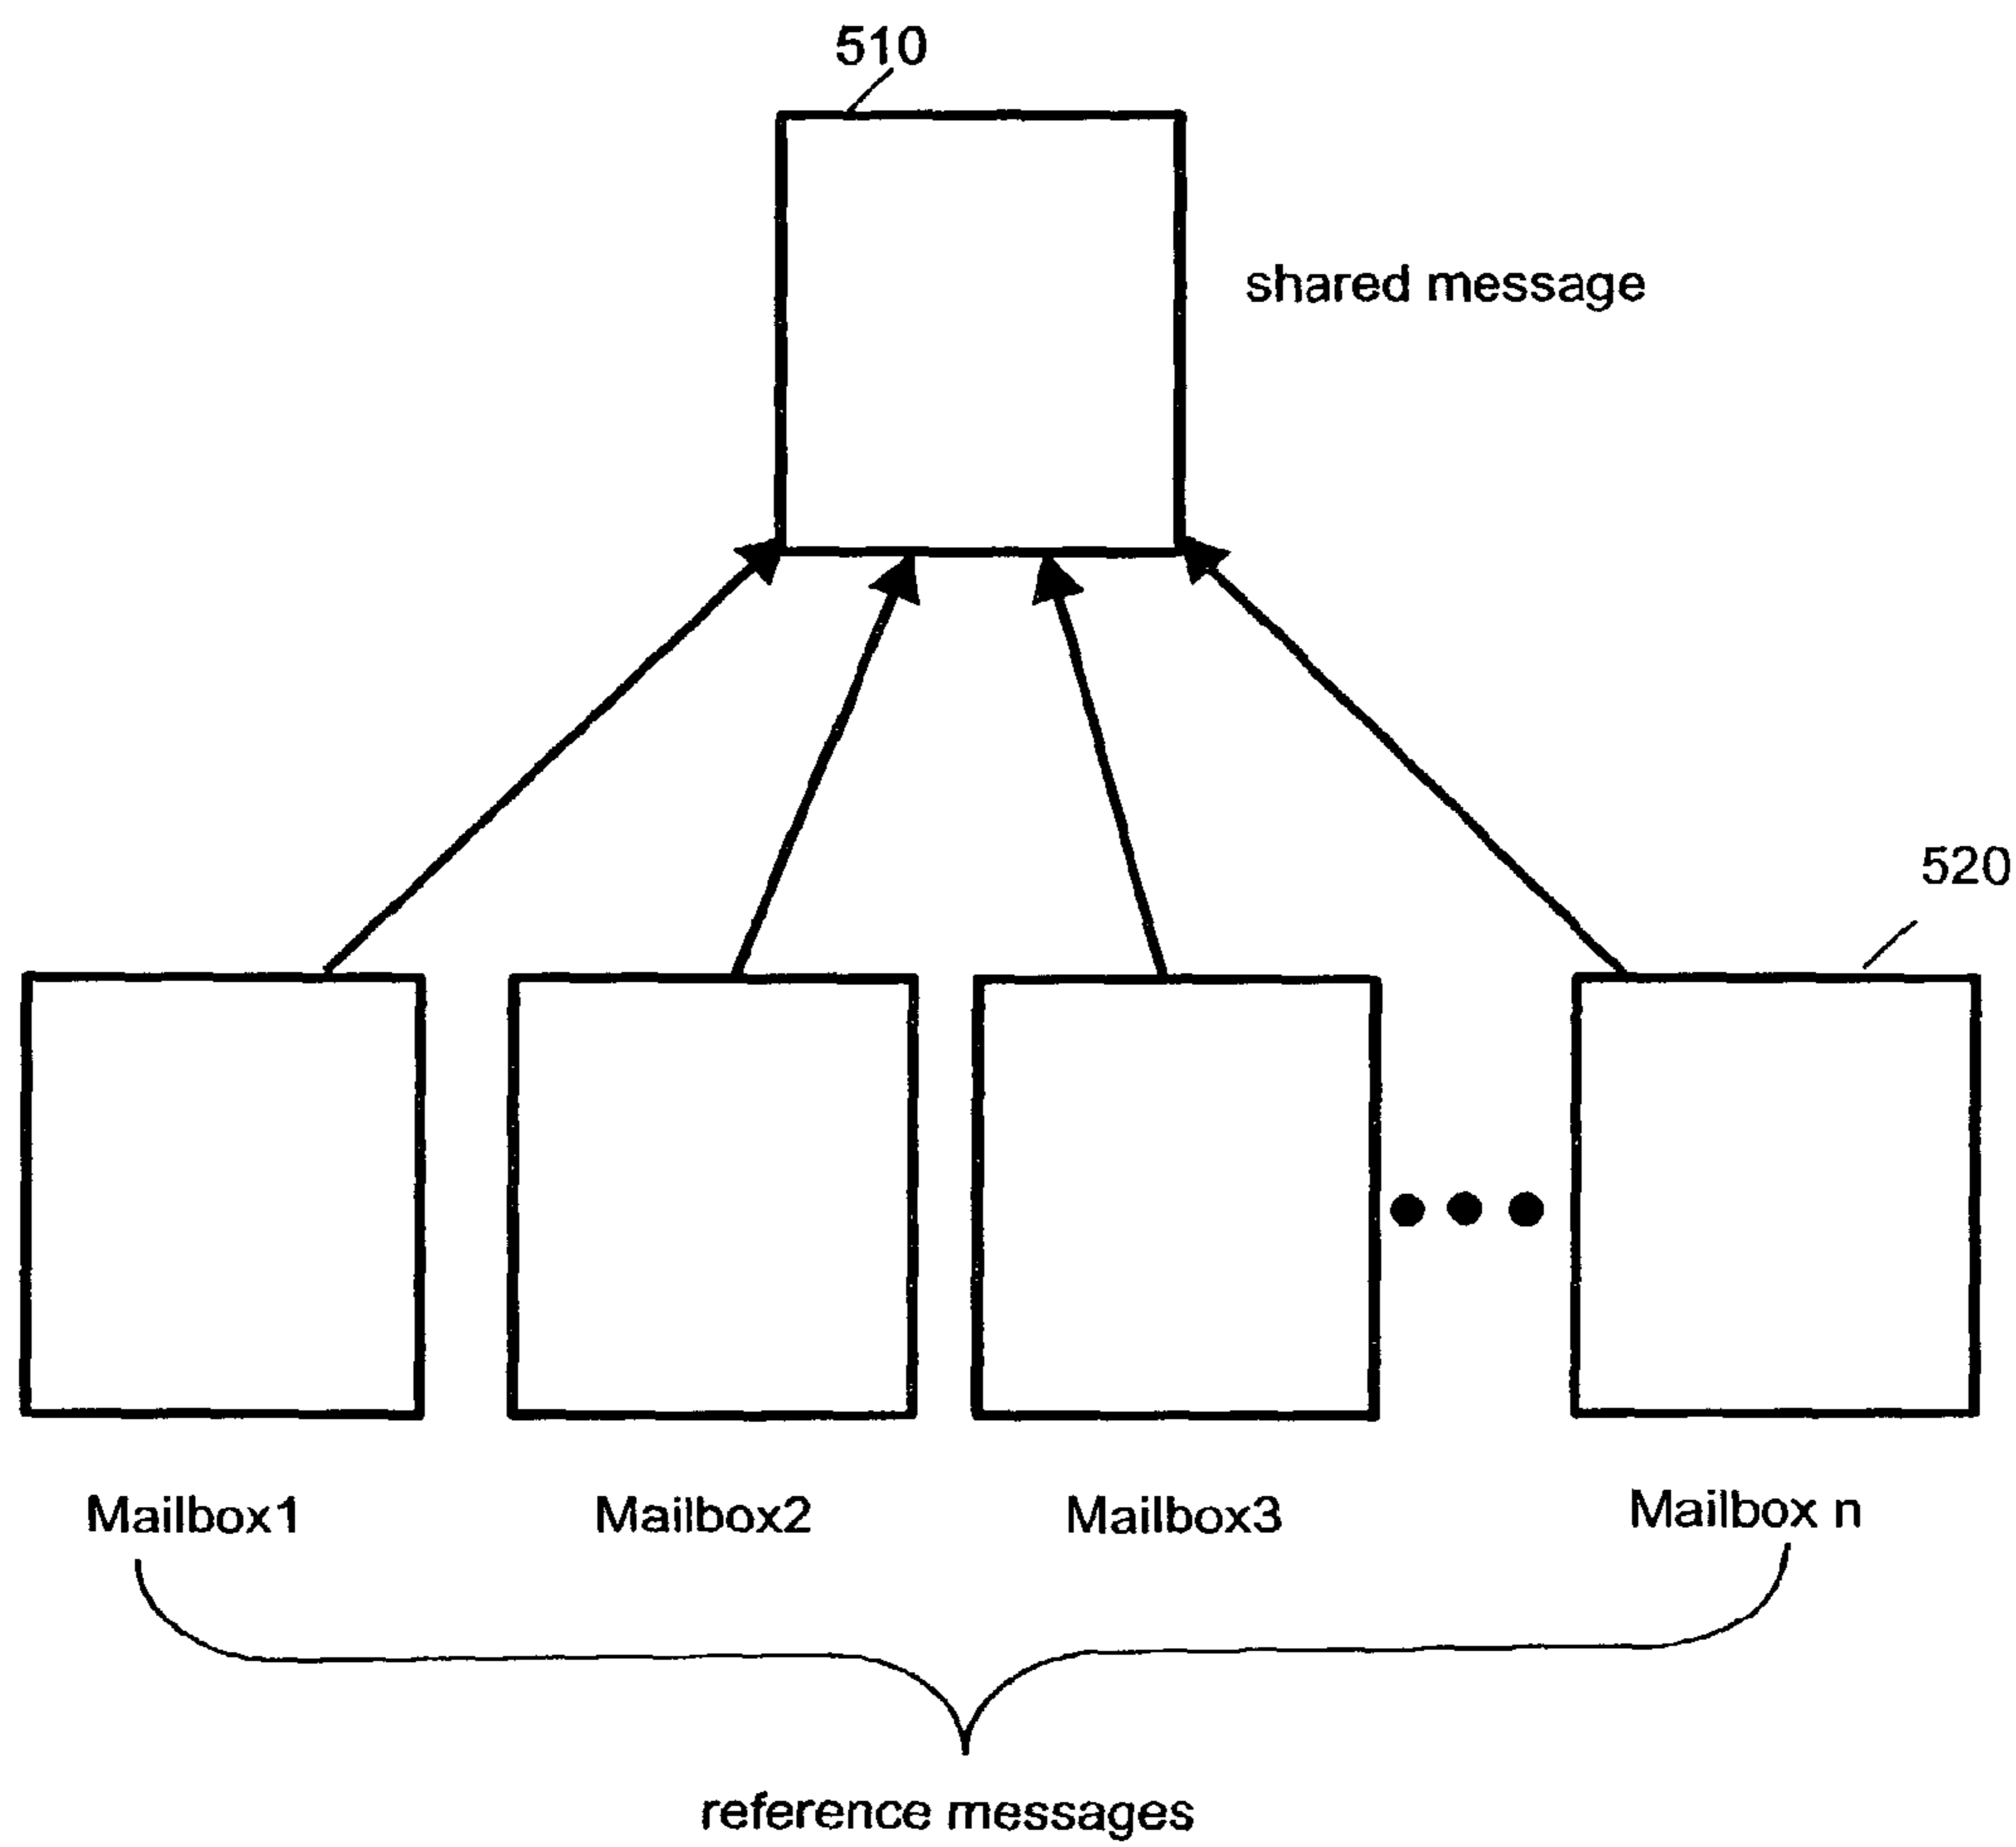 510
shared message
520
Mailbox1
Mailbox2
Mailbox3
Mailbox n
reference messages